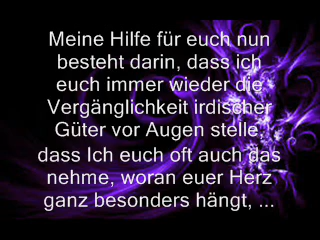 Meine Hilfe für euch nun
besteht darin, dass ich
euch immer wieder die
Vergänglichkeit irdischer
Güter vor Augen stelle,
dass Ich euch oft auch das
nehme, woran euer Herz
ganz besonders hängt, ...